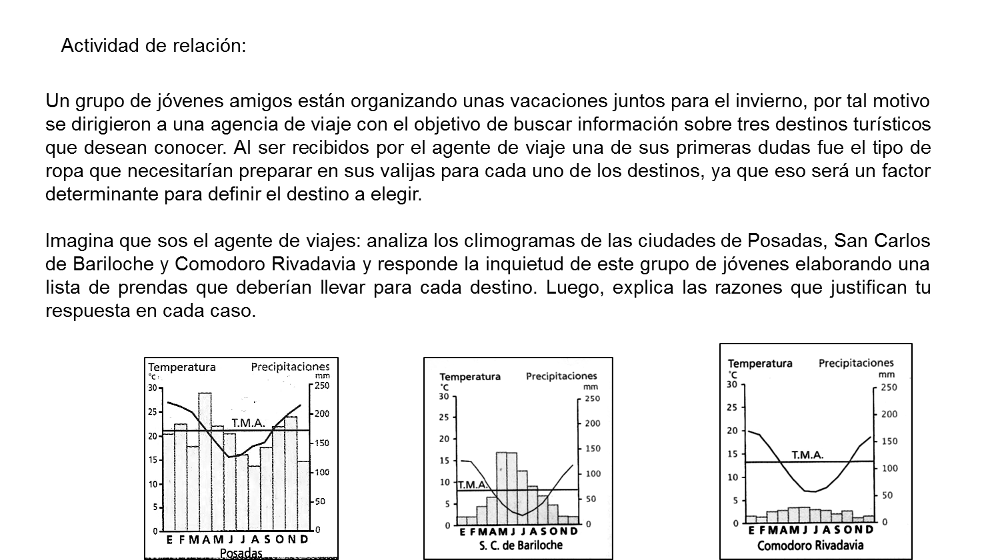 Actividad de relación:
Un grupo de jóvenes amigos están organizando unas vacaciones juntos para el invierno, por tal motivo
se dirigieron a una agencia de viaje con el objetivo de buscar información sobre tres destinos turísticos
que desean conocer. Al ser recibidos por el agente de viaje una de sus primeras dudas fue el tipo de
ropa que necesitarían preparar en sus valijas para cada uno de los destinos, ya que eso será un factor
determinante para definir el destino a elegir.
Imagina que sos el agente de viajes: analiza los climogramas de las ciudades de Posadas, San Carlos
de Bariloche y Comodoro Rivadavia y responde la inquietud de este grupo de jóvenes elaborando una
lista de prendas que deberían llevar para cada destino. Luego, explica las razones que justifican tu
respuesta en cada caso.
Temperatura Precipitaciones
°C mm
30 250
25 200
20 150
15 100
10 50
5 0
0
T.M.A.
E F M A M J J A S O N D
Posadas
Temperatura Precipitaciones
°C mm
30 250
25 200
20 150
15 100
10 50
5 0
0
T.M.A.
E F M A M J J A S O N D
S. C. de Bariloche
Temperatura Precipitaciones
°C mm
30 250
25 200
20 150
15 100
10 50
5 0
0
T.M.A.
E F M A M J J A S O N D
Comodoro Rivadavia